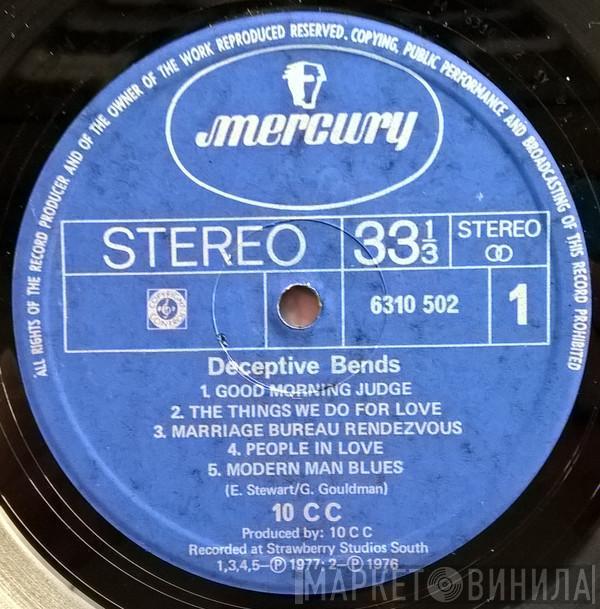 ALL RIGHTS OF THE RECORD PRODUCER AND OF THE OWNER OF THE WORK REPRODUCED RESERVED. COPYING, PUBLIC PERFORMANCE AND BROADCASTING OF THIS RECORD PROHIBITED
mercury
STEREO 33⅓ STEREO
6310 502 1
Deceptive Bends
1. GOOD MORNING JUDGE
2. THE THINGS WE DO FOR LOVE
3. MARRIAGE BUREAU RENDEZVOUS
4. PEOPLE IN LOVE
5. MODERN MAN BLUES
(E. Stewart/G. Gouldman)
10 C C
Produced by: 10 C C
Recorded at Strawberry Studios South
1,3,4,5–Ⓟ 1977; 2–Ⓟ 1976
МАРКЕТ ВИНИЛА